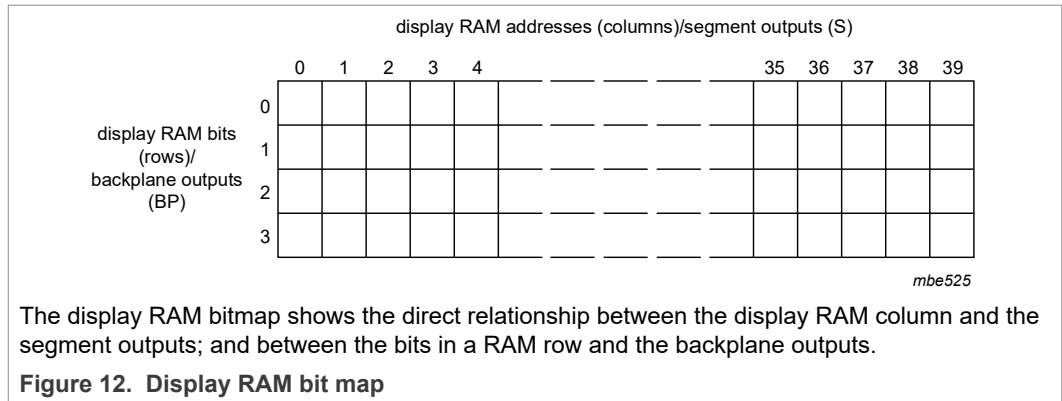 display RAM addresses (columns)/segment outputs (S)
0 1 2 3 4 35 36 37 38 39
0
display RAM bits
(rows)/
backplane outputs
(BP)
1
2
3
mbe525
The display RAM bitmap shows the direct relationship between the display RAM column and the
segment outputs; and between the bits in a RAM row and the backplane outputs.
Figure 12. Display RAM bit map